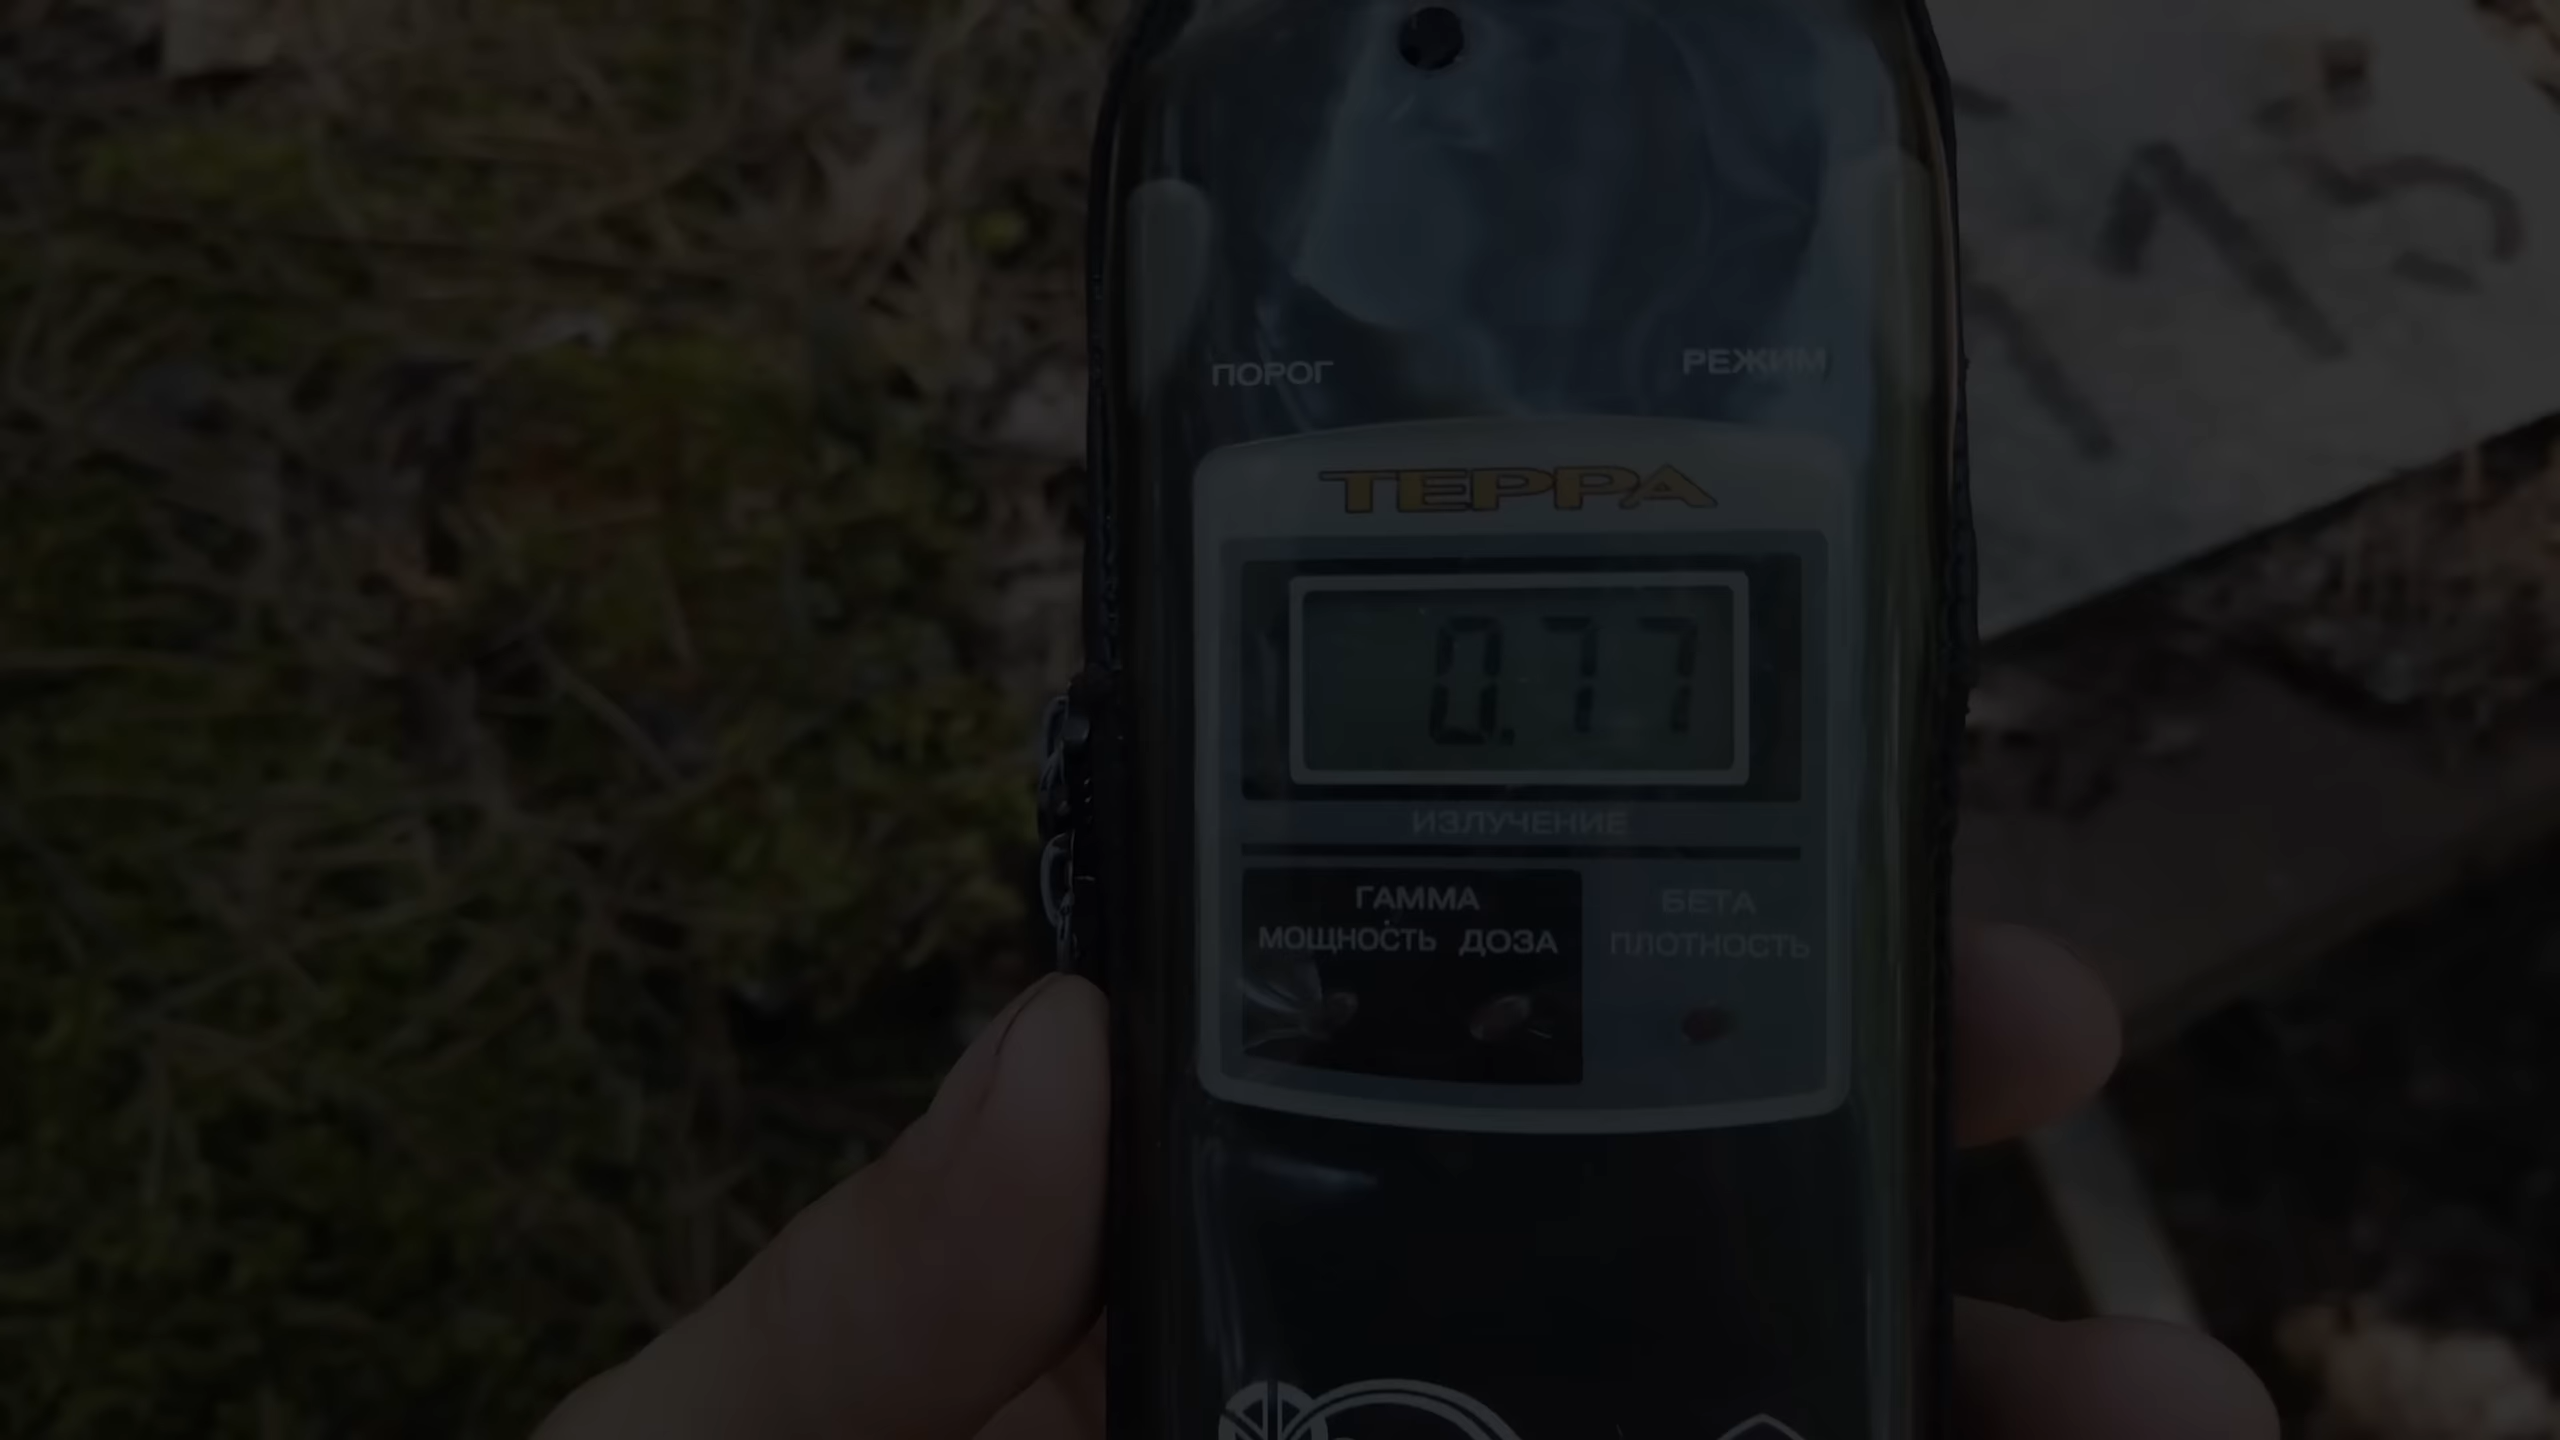 ПОРОГ РЕЖИМ
ТЕРРА
0.77
ИЗЛУЧЕНИЕ
ГАММА БЕТА
МОЩНОСТЬ ДОЗА ПЛОТНОСТЬ